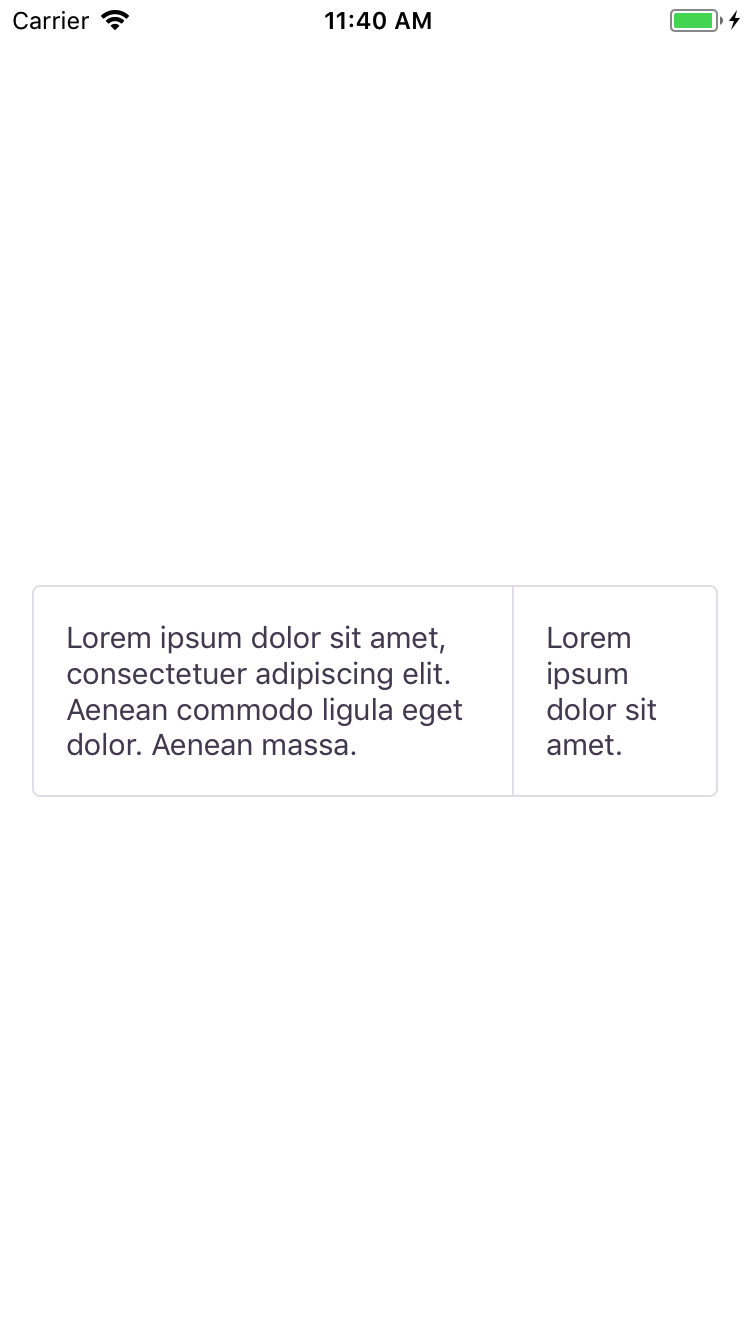 Carrier 11:40 AM
Lorem ipsum dolor sit amet,
consectetuer adipiscing elit.
Aenean commodo ligula eget
dolor. Aenean massa.
Lorem
ipsum
dolor sit
amet.